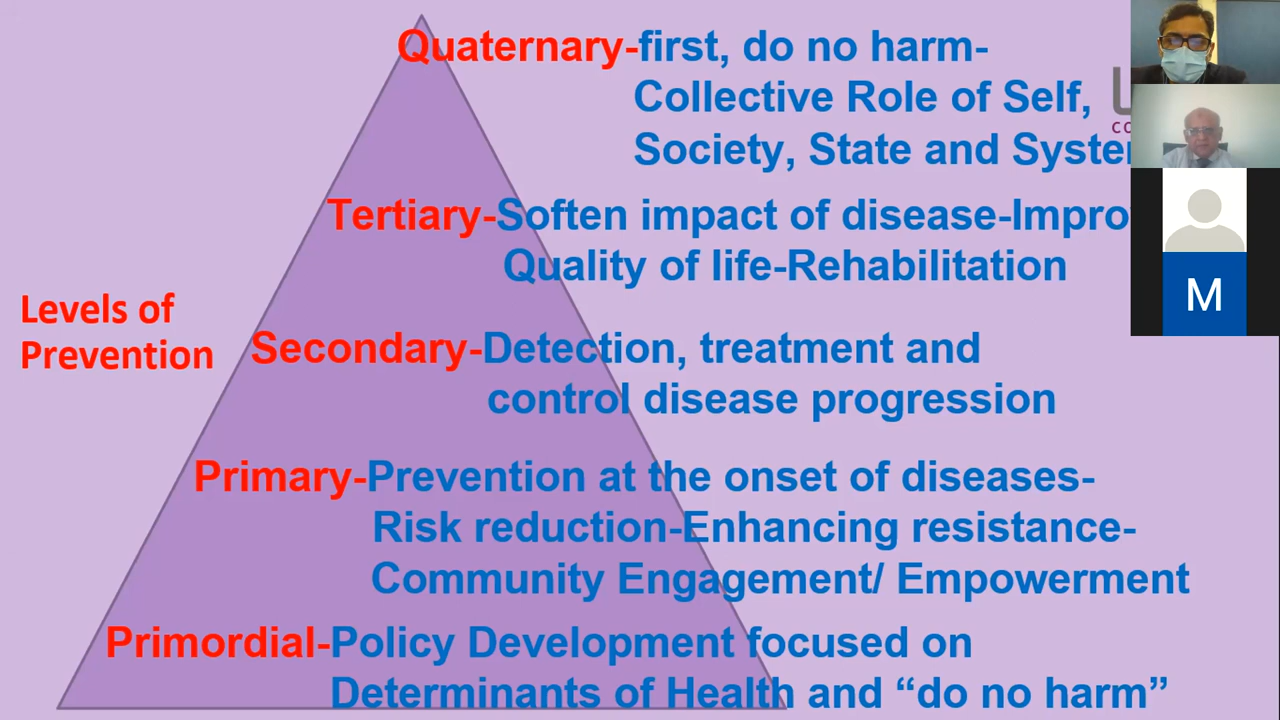 Quaternary-first, do no harm-
Collective Role of Self,
Society, State and
Tertiary-Soften impact of disease-
Quality of life-Rehabilitation
Levels of
Prevention
Secondary-Detection, treatment and
control disease progression
Primary-Prevention at the onset of diseases-
Risk reduction-Enhancing resistance-
Community Engagement/ Empowerment
Primordial-Policy Development focused on
Determinants of Health and “do no harm”
M